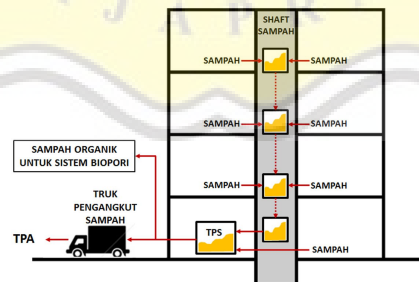 J A P R
SHAFT
SAMPAH
SAMPAH
SAMPAH
SAMPAH
SAMPAH
SAMPAH
SAMPAH
SAMPAH ORGANIK
UNTUK SISTEM BIOPORI
TRUK
PENGANGKUT
SAMPAH
TPA
TPS
SAMPAH